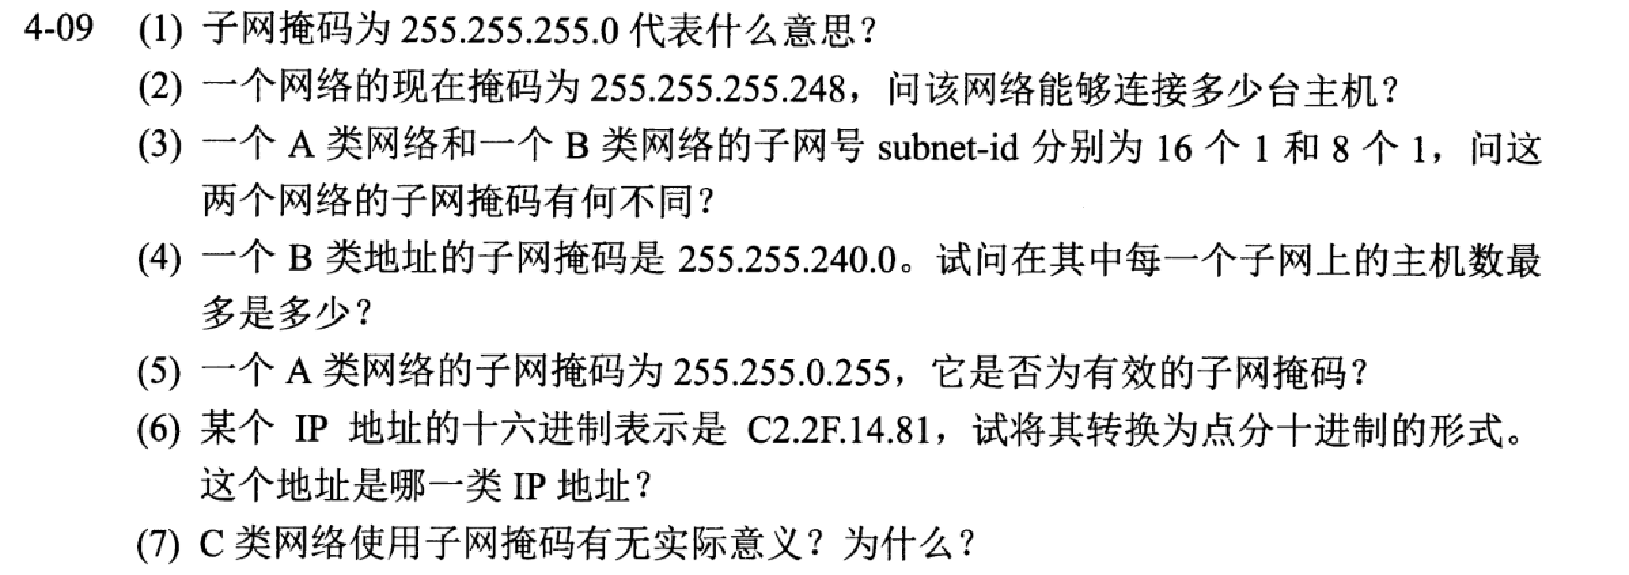 4-09 (1) 子网掩码为 255.255.255.0 代表什么意思？
(2) 一个网络的现在掩码为 255.255.255.248，问该网络能够连接多少台主机？
(3) 一个 A 类网络和一个 B 类网络的子网号 subnet-id 分别为 16 个 1 和 8 个 1，问这
两个网络的子网掩码有何不同？
(4) 一个 B 类地址的子网掩码是 255.255.240.0。试问在其中每一个子网上的主机数最
多是多少？
(5) 一个 A 类网络的子网掩码为 255.255.0.255，它是否为有效的子网掩码？
(6) 某个 IP 地址的十六进制表示是 C2.2F.14.81，试将其转换为点分十进制的形式。
这个地址是哪一类 IP 地址？
(7) C 类网络使用子网掩码有无实际意义？为什么？